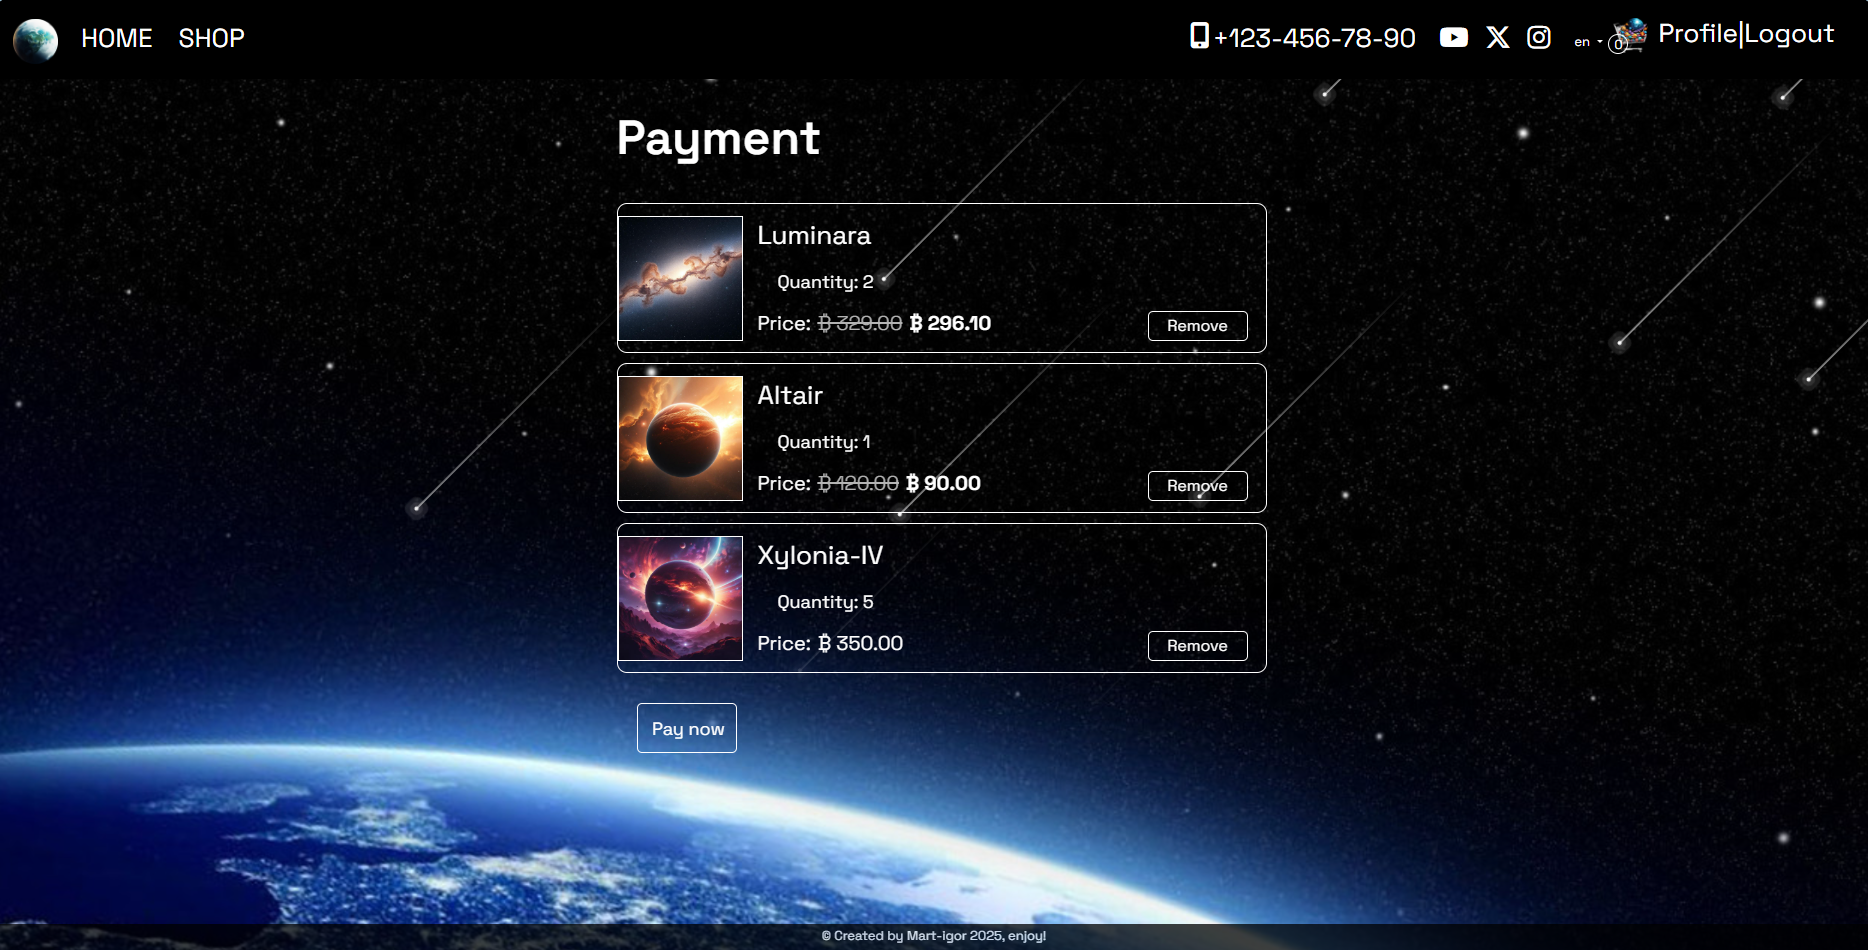 HOME SHOP +123-456-78-90 en 0 Profile|Logout
Payment
Luminara
Quantity: 2
Price: ₿ 329.00 ₿ 296.10
Remove
Altair
Quantity: 1
Price: ₿ 120.00 ₿ 90.00
Remove
Xylonia-IV
Quantity: 5
Price: ₿ 350.00
Remove
Pay now
© Created by Mart-igor 2025, enjoy!